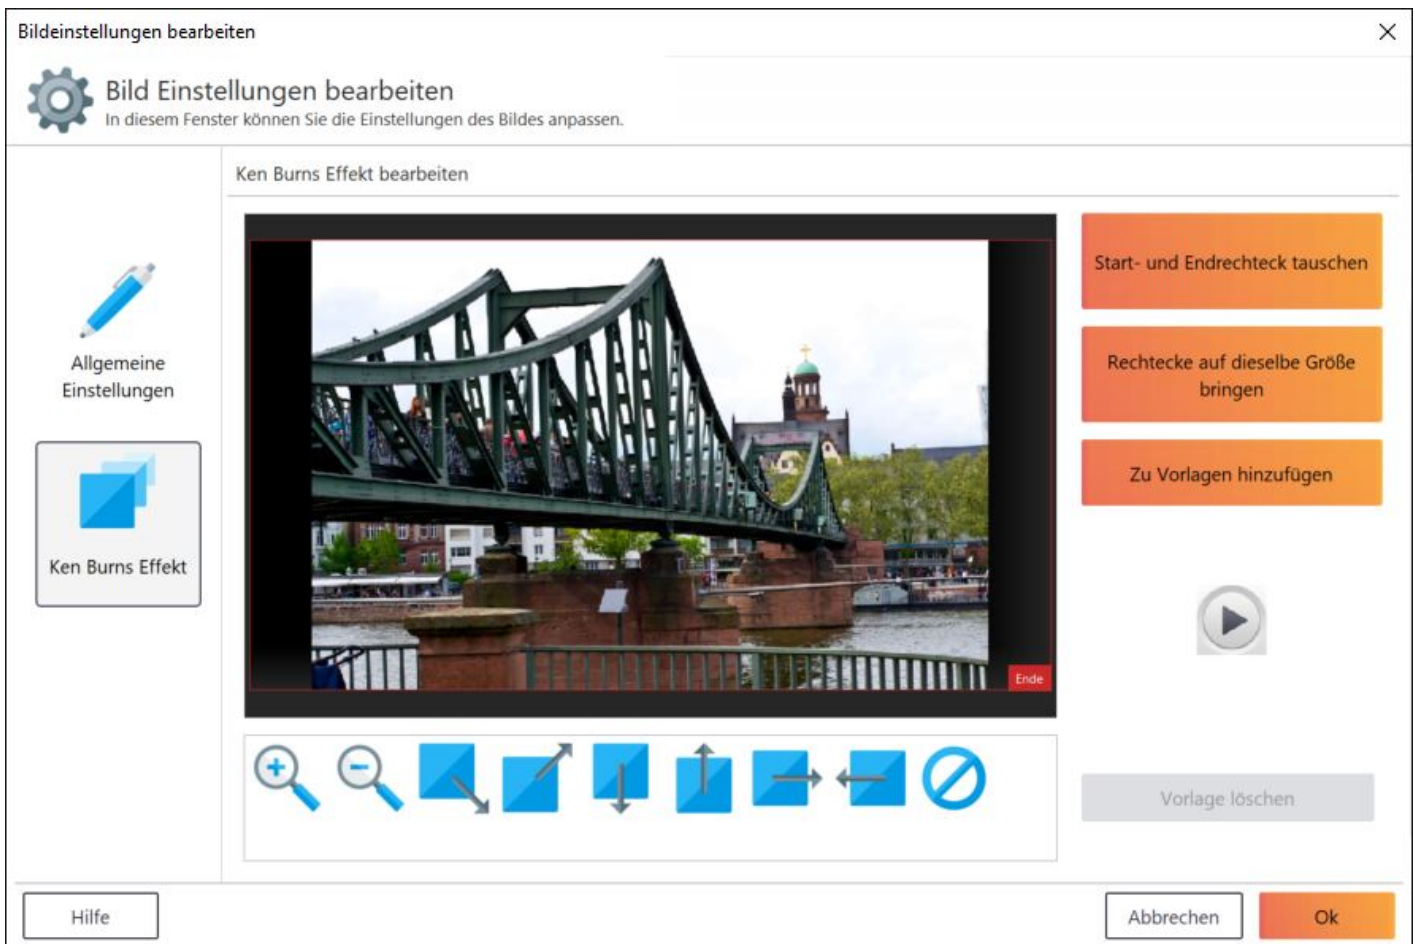 Bildeinstellungen bearbeiten
Bild Einstellungen bearbeiten
In diesem Fenster können Sie die Einstellungen des Bildes anpassen.
Ken Burns Effekt bearbeiten
Allgemeine
Einstellungen
Ken Burns Effekt
Ende
Start- und Endrechteck tauschen
Rechtecke auf dieselbe Größe
bringen
Zu Vorlagen hinzufügen
Vorlage löschen
Hilfe
Abbrechen
Ok